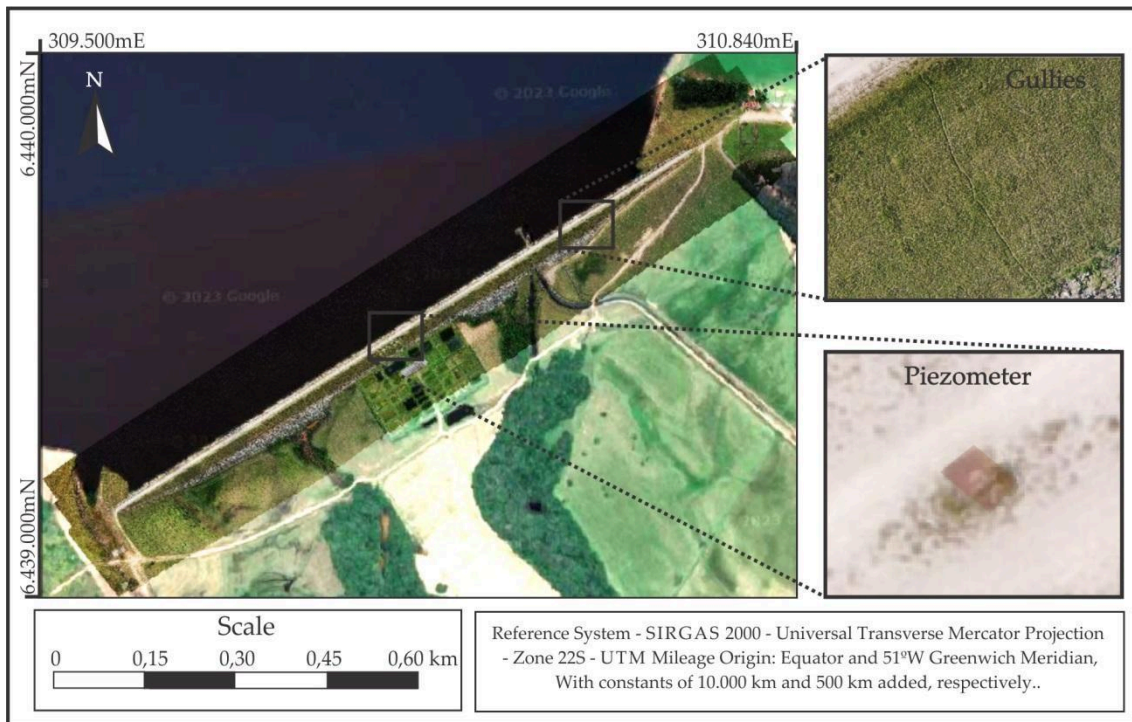 309.500mE
310.840mE
6.440.000mN
6.439.000mN
N
© 2023 Google
© 2023 Google
2023
Gullies
Piezometer
Scale
0 0,15 0,30 0,45 0,60 km
Reference System - SIRGAS 2000 - Universal Transverse Mercator Projection
- Zone 22S - UTM Mileage Origin: Equator and 51ºW Greenwich Meridian,
With constants of 10.000 km and 500 km added, respectively..